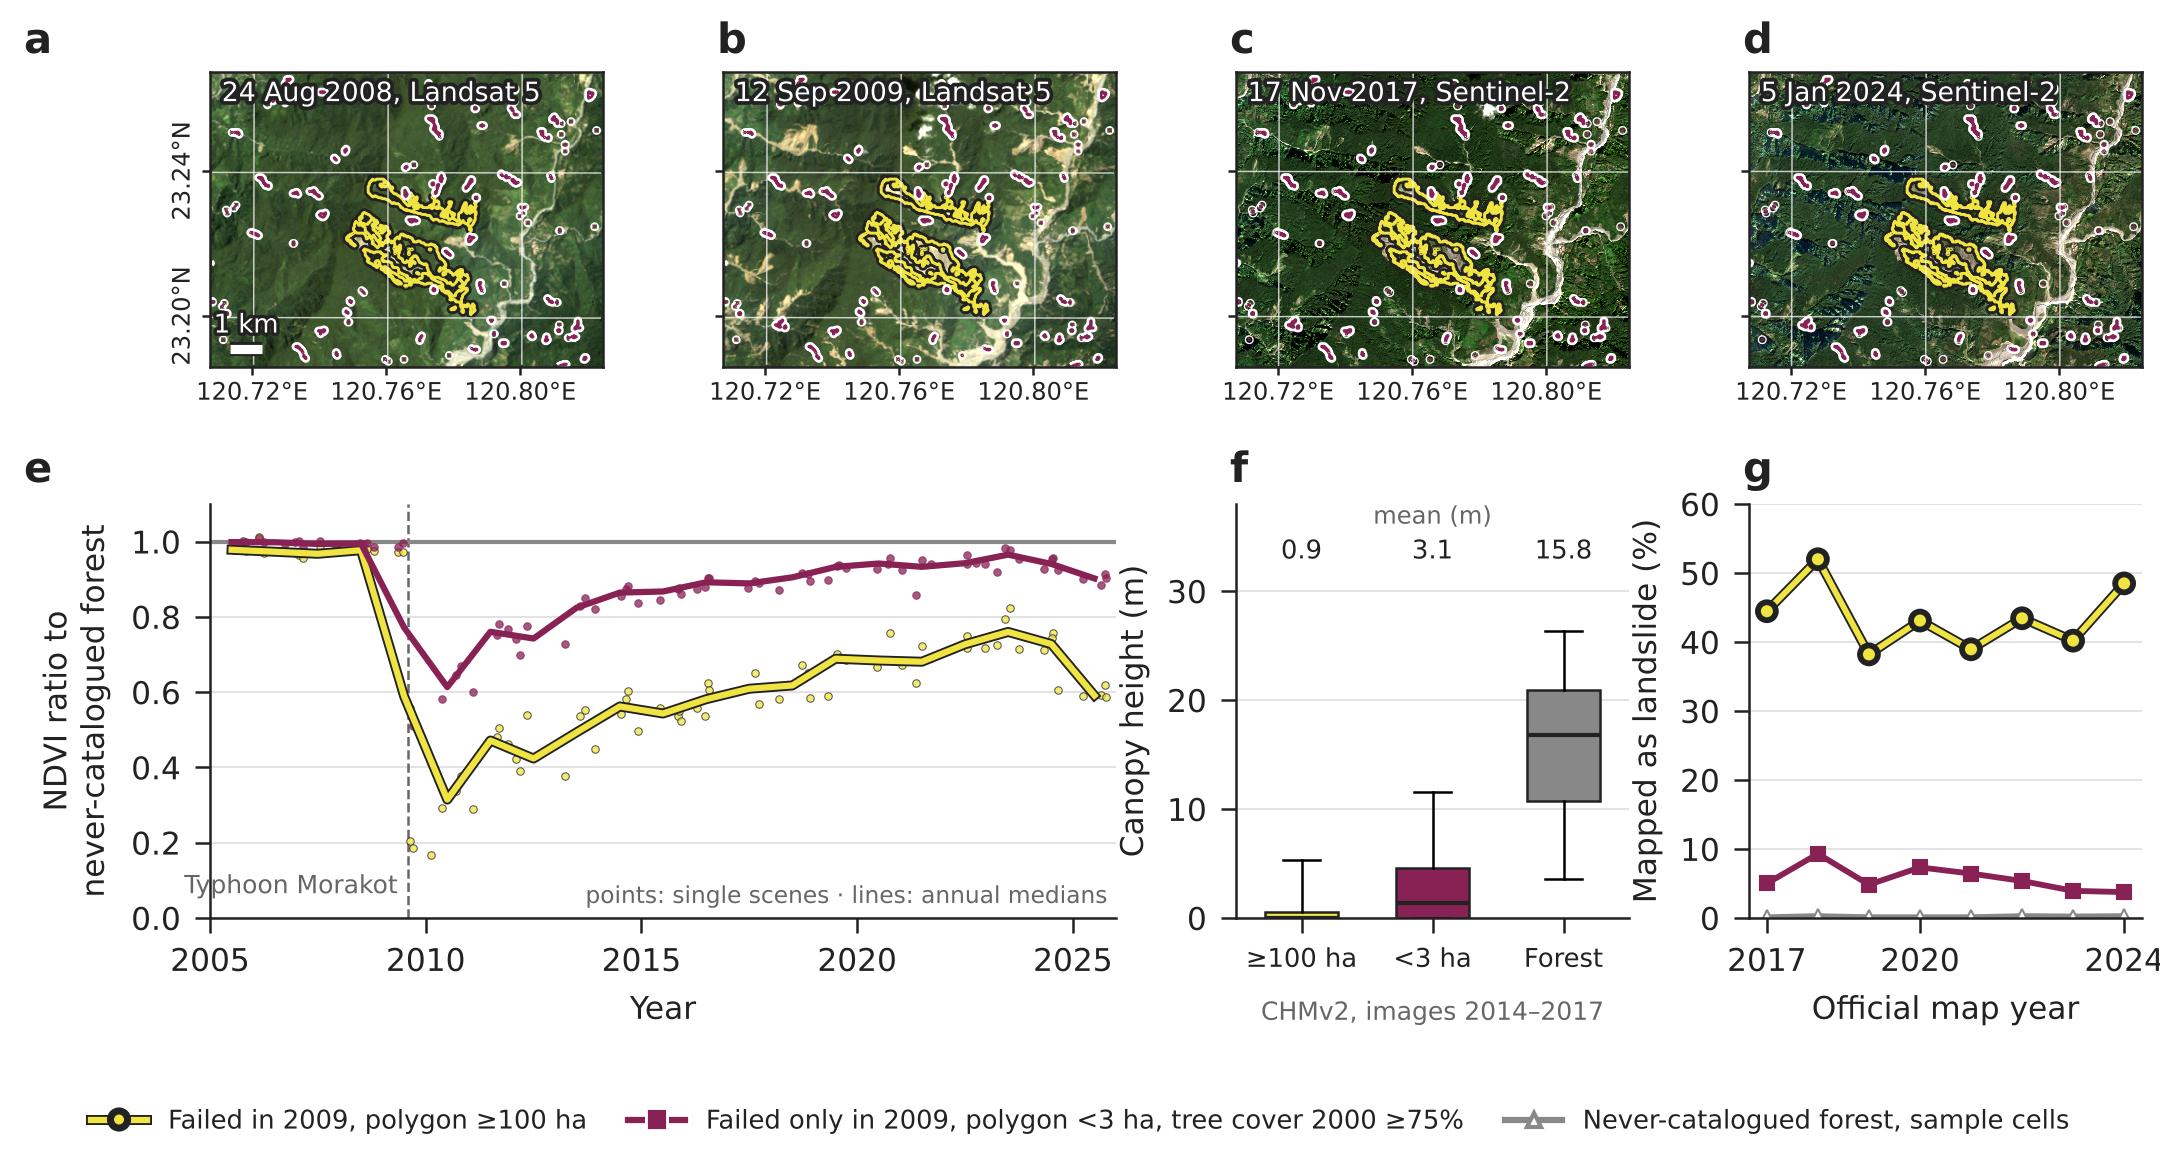 a
b
c
d
24 Aug 2008, Landsat 5
12 Sep 2009, Landsat 5
17 Nov 2017, Sentinel-2
5 Jan 2024, Sentinel-2
23.24°N
23.20°N
1 km
120.72°E 120.76°E 120.80°E
120.72°E 120.76°E 120.80°E
120.72°E 120.76°E 120.80°E
120.72°E 120.76°E 120.80°E
e
NDVI ratio to
never-catalogued forest
1.0
0.8
0.6
0.4
0.2
0.0
Typhoon Morakot
points: single scenes · lines: annual medians
2005 2010 2015 2020 2025
Year
f
Canopy height (m)
mean (m)
0.9 3.1 15.8
30
20
10
0
≥100 ha <3 ha Forest
CHMv2, images 2014–2017
g
Mapped as landslide (%)
60
50
40
30
20
10
0
2017 2020 2024
Official map year
Failed in 2009, polygon ≥100 ha
Failed only in 2009, polygon <3 ha, tree cover 2000 ≥75%
Never-catalogued forest, sample cells